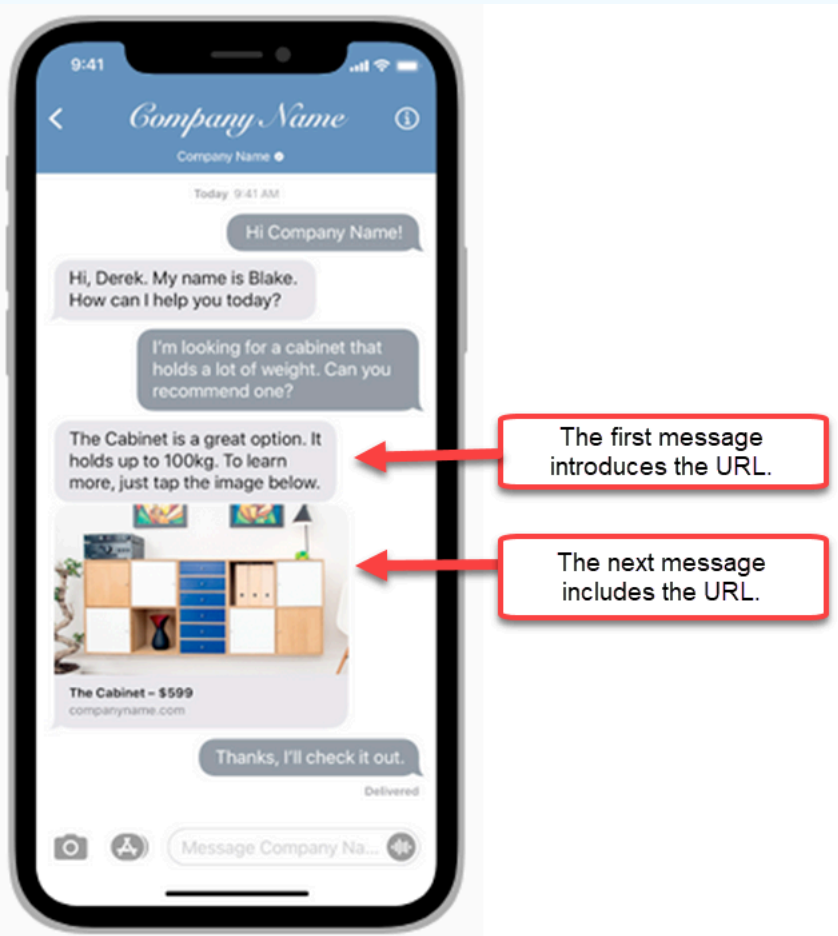 9:41
Company Name
Company Name
Today 9:41 AM
Hi Company Name!
Hi, Derek. My name is Blake.
How can I help you today?
I'm looking for a cabinet that
holds a lot of weight. Can you
recommend one?
The Cabinet is a great option. It
holds up to 100kg. To learn
more, just tap the image below.
The first message
introduces the URL.
The next message
includes the URL.
The Cabinet – $599
companyname.com
Thanks, I'll check it out.
Delivered
Message Company Na...